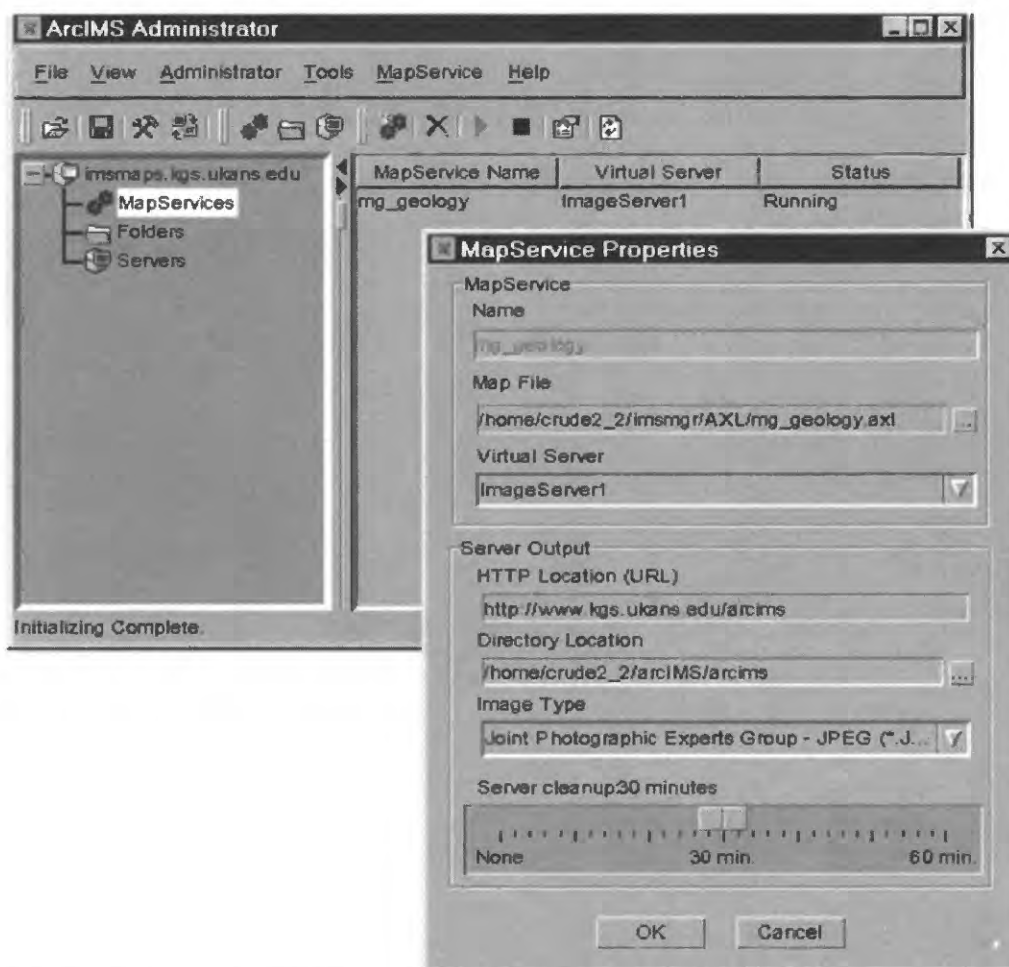 ArcIMS Administrator
File View Administrator Tools MapService Help
imsmaps.kgs.ukans.edu
MapServices
Folders
Servers
MapService Name Virtual Server Status
mg_geology ImageServer1 Running
Initializing Complete.
MapService Properties
MapService
Name
mg_geology
Map File
/home/crude2_2/imsmgr/AXL/mg_geology.axl
...
Virtual Server
ImageServer1
Server Output
HTTP Location (URL)
http://www.kgs.ukans.edu/arcims
Directory Location
/home/crude2_2/arcIMS/arcims
...
Image Type
Joint Photographic Experts Group - JPEG (*.J...
Server cleanup:30 minutes
None 30 min. 60 min.
OK Cancel